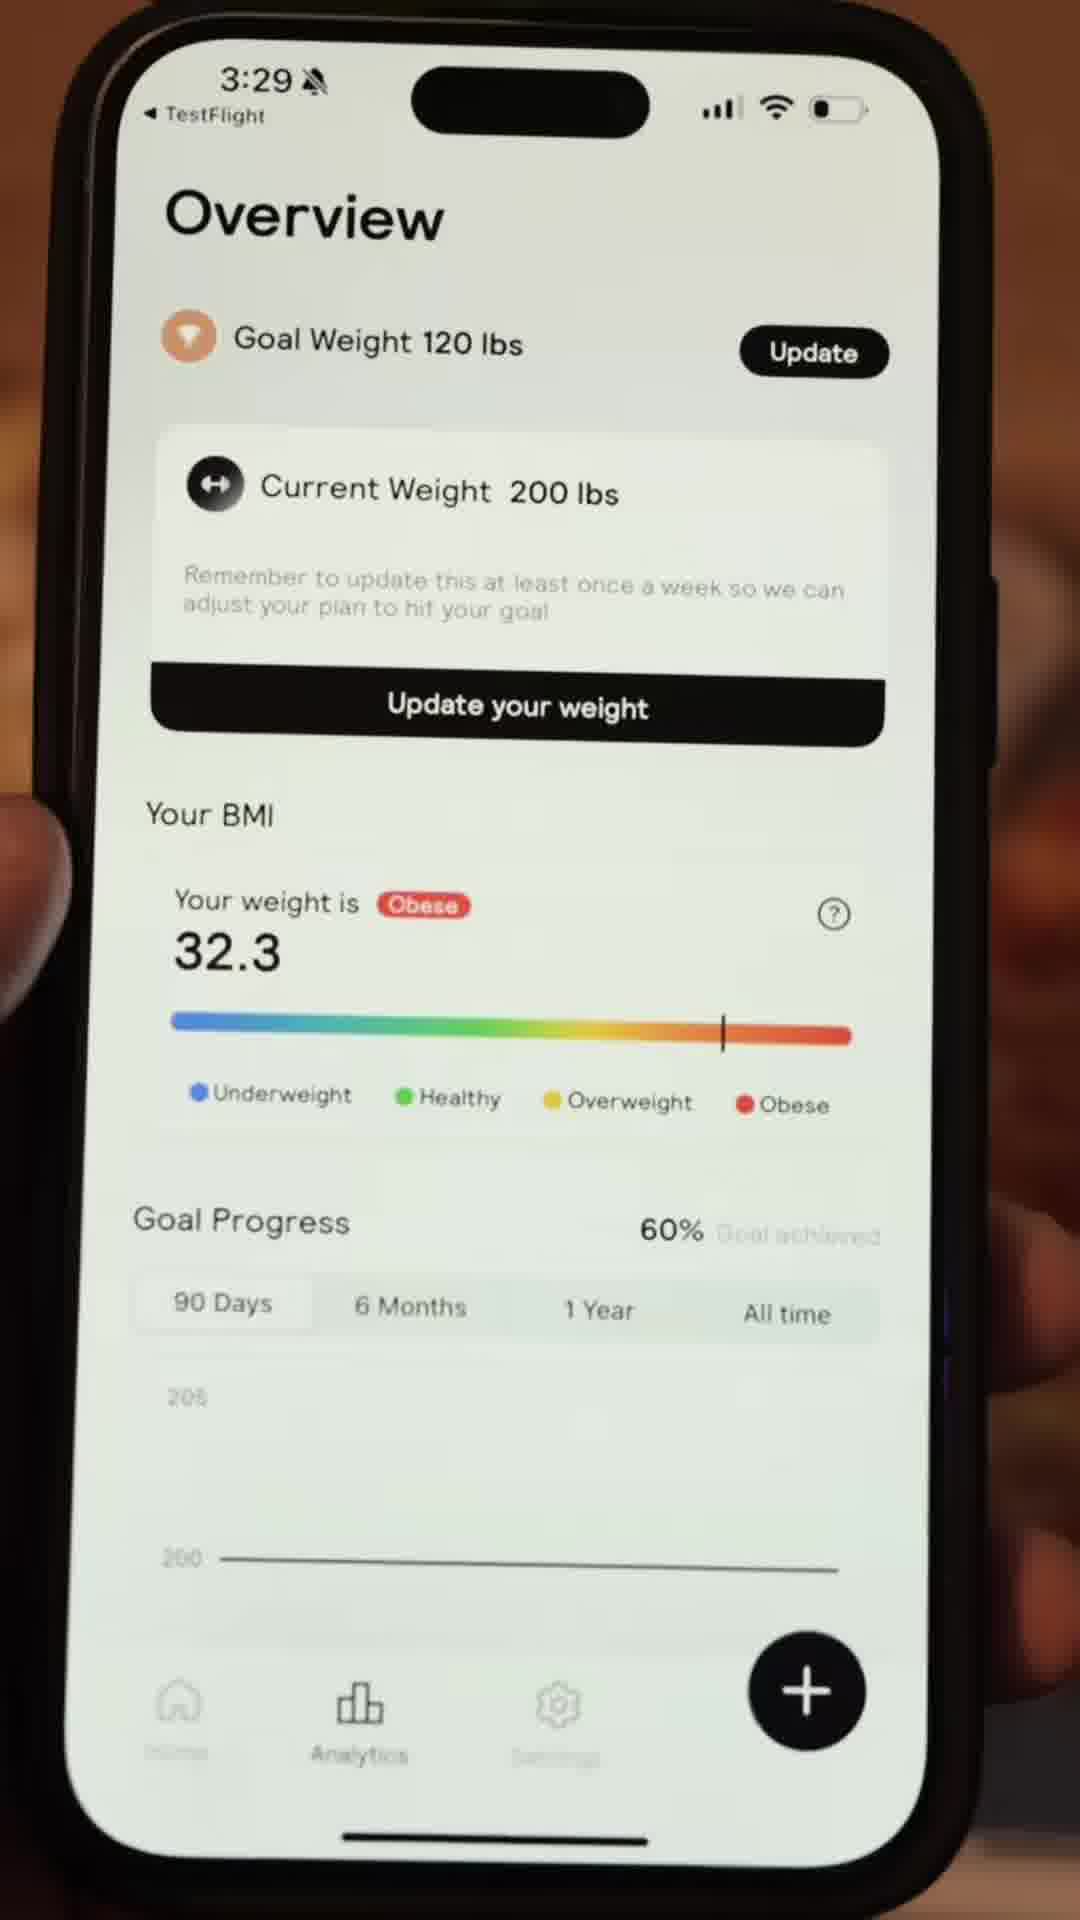 3:29
◀ TestFlight
Overview
Goal Weight 120 lbs
Update
Current Weight 200 lbs
Remember to update this at least once a week so we can
adjust your plan to hit your goal
Update your weight
Your BMI
Your weight is Obese
32.3
?
Underweight Healthy Overweight Obese
Goal Progress
60% Goal achieved
90 Days 6 Months 1 Year All time
205
200
Home Analytics Settings